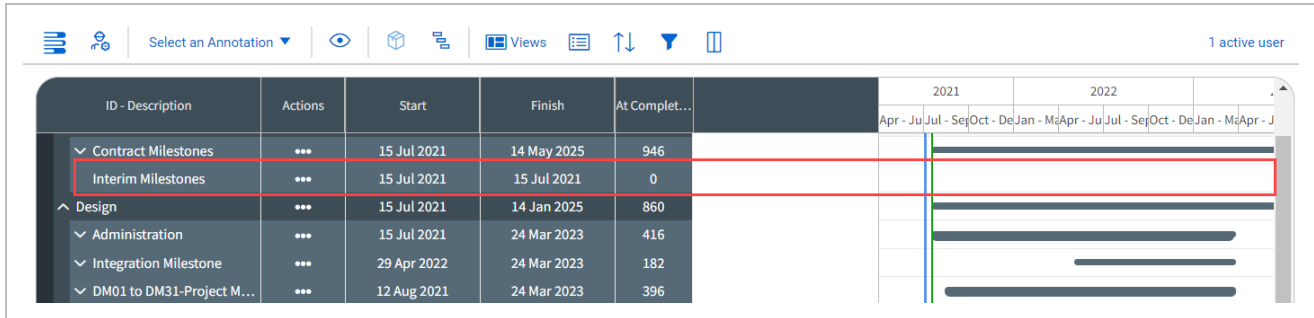 Select an Annotation Views 1 active user
ID - Description Actions Start Finish At Complet... 2021 2022
Apr - Ju Jul - Sep Oct - De Jan - Ma Apr - Ju Jul - Sep Oct - De Jan - Ma Apr - J
Contract Milestones ••• 15 Jul 2021 14 May 2025 946
Interim Milestones ••• 15 Jul 2021 15 Jul 2021 0
Design ••• 15 Jul 2021 14 Jan 2025 860
Administration ••• 15 Jul 2021 24 Mar 2023 416
Integration Milestone ••• 29 Apr 2022 24 Mar 2023 182
DM01 to DM31-Project M... ••• 12 Aug 2021 24 Mar 2023 396